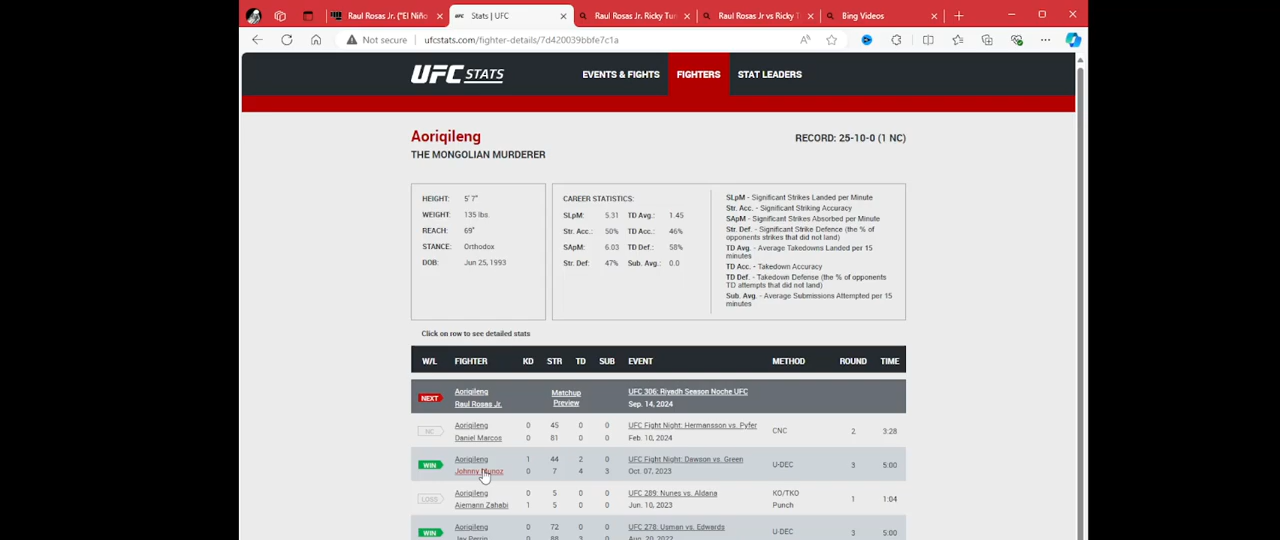 Raul Rosas Jr. ("El Niño
Stats | UFC
Raul Rosas Jr. Ricky Tur
Raul Rosas Jr vs Ricky T
Bing Videos
Not secure
ufcstats.com/fighter-details/7d420039bbfe7c1a
UFC STATS
EVENTS & FIGHTS
FIGHTERS
STAT LEADERS
Aoriqileng
RECORD: 25-10-0 (1 NC)
THE MONGOLIAN MURDERER
HEIGHT: 5' 7"
WEIGHT: 135 lbs.
REACH: 69"
STANCE: Orthodox
DOB: Jun 25, 1993
CAREER STATISTICS:
SLpM: 5.31 TD Avg.: 1.45
Str. Acc.: 50% TD Acc.: 46%
SApM: 6.03 TD Def.: 58%
Str. Def: 47% Sub. Avg.: 0.0
SLpM - Significant Strikes Landed per Minute
Str. Acc. - Significant Striking Accuracy
SApM - Significant Strikes Absorbed per Minute
Str. Def. - Significant Strike Defence (the % of
opponents strikes that did not land)
TD Avg. - Average Takedowns Landed per 15
minutes
TD Acc. - Takedown Accuracy
TD Def. - Takedown Defense (the % of opponents
TD attempts that did not land)
Sub. Avg. - Average Submissions Attempted per 15
minutes
Click on row to see detailed stats
W/L FIGHTER KD STR TD SUB EVENT METHOD ROUND TIME
NEXT Aoriqileng Matchup UFC 306: Riyadh Season Noche UFC
Raul Rosas Jr. Preview Sep. 14, 2024
NC Aoriqileng 0 45 0 0 UFC Fight Night: Hermansson vs. Pyfer CNC 2 3:28
Daniel Marcos 0 81 0 0 Feb. 10, 2024
WIN Aoriqileng 1 44 2 0 UFC Fight Night: Dawson vs. Green U-DEC 3 5:00
Johnny Munoz 0 7 4 3 Oct. 07, 2023
LOSS Aoriqileng 0 5 0 0 UFC 289: Nunes vs. Aldana KO/TKO 1 1:04
Aiemann Zahabi 1 5 0 0 Jun. 10, 2023 Punch
WIN Aoriqileng 0 72 0 0 UFC 278: Usman vs. Edwards U-DEC 3 5:00
Jay Perrin 0 88 3 0 Aug. 20, 2022